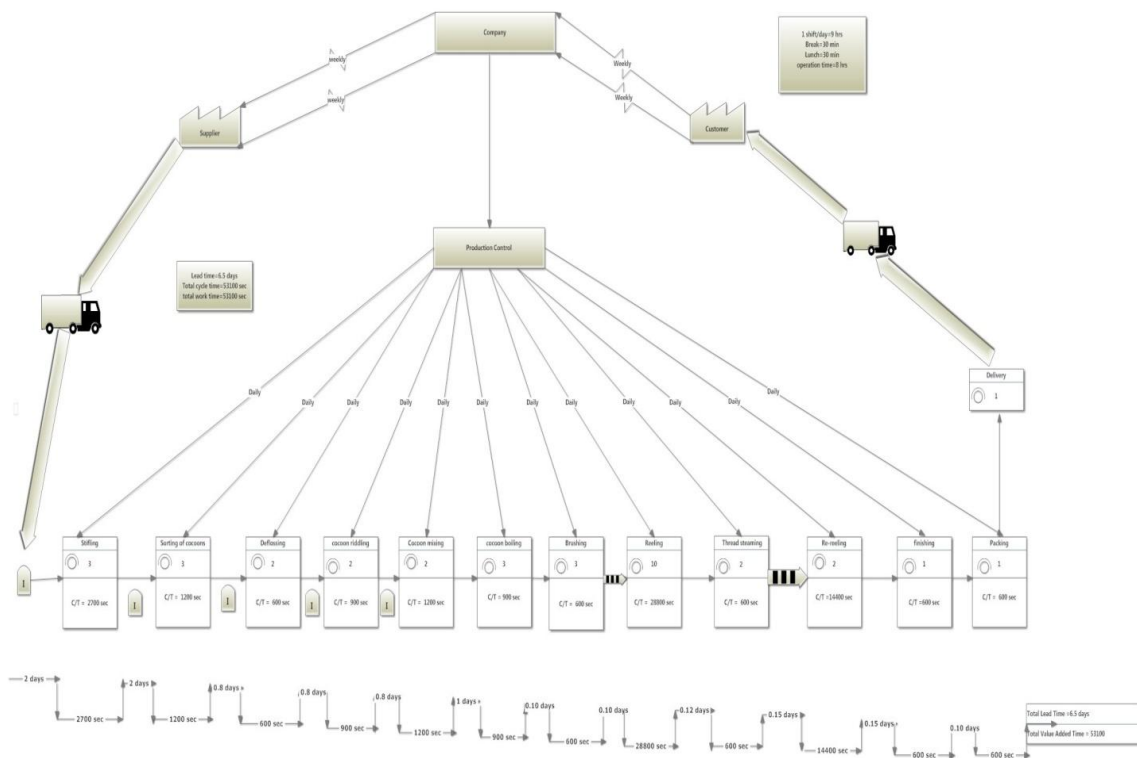 Company
1 shift/day=9 hrs
Break=30 min
Lunch=30 min
operation time=8 hrs
weekly
Weekly
weekly
Weekly
Supplier
Customer
Production Control
Lead time=6.5 days
Total cycle time=53100 sec
total work time=53100 sec
Delivery
1
Daily
Daily
Daily
Daily
Daily
Daily
Daily
Daily
Daily
Daily
Daily
Daily
Stifling
Sorting of cocoons
Deflossing
cocoon riddling
Cocoon mixing
cocoon boiling
Brushing
Reeling
Thread steaming
Re-reeling
finishing
Packing
3
3
2
2
2
3
3
10
2
2
1
1
I
I
I
I
I
C/T = 2700 sec
C/T = 1200 sec
C/T = 600 sec
C/T = 900 sec
C/T = 1200 sec
C/T = 900 sec
C/T = 600 sec
C/T = 28800 sec
C/T = 600 sec
C/T =14400 sec
C/T =600 sec
C/T = 600 sec
2 days
2 days
0.8 days
0.8 days
0.8 days
1 days
0.10 days
0.10 days
0.12 days
0.15 days
0.15 days
0.10 days
2700 sec
1200 sec
600 sec
900 sec
1200 sec
900 sec
600 sec
28800 sec
600 sec
14400 sec
600 sec
600 sec
Total Lead Time =6.5 days
Total Value Added Time = 53100